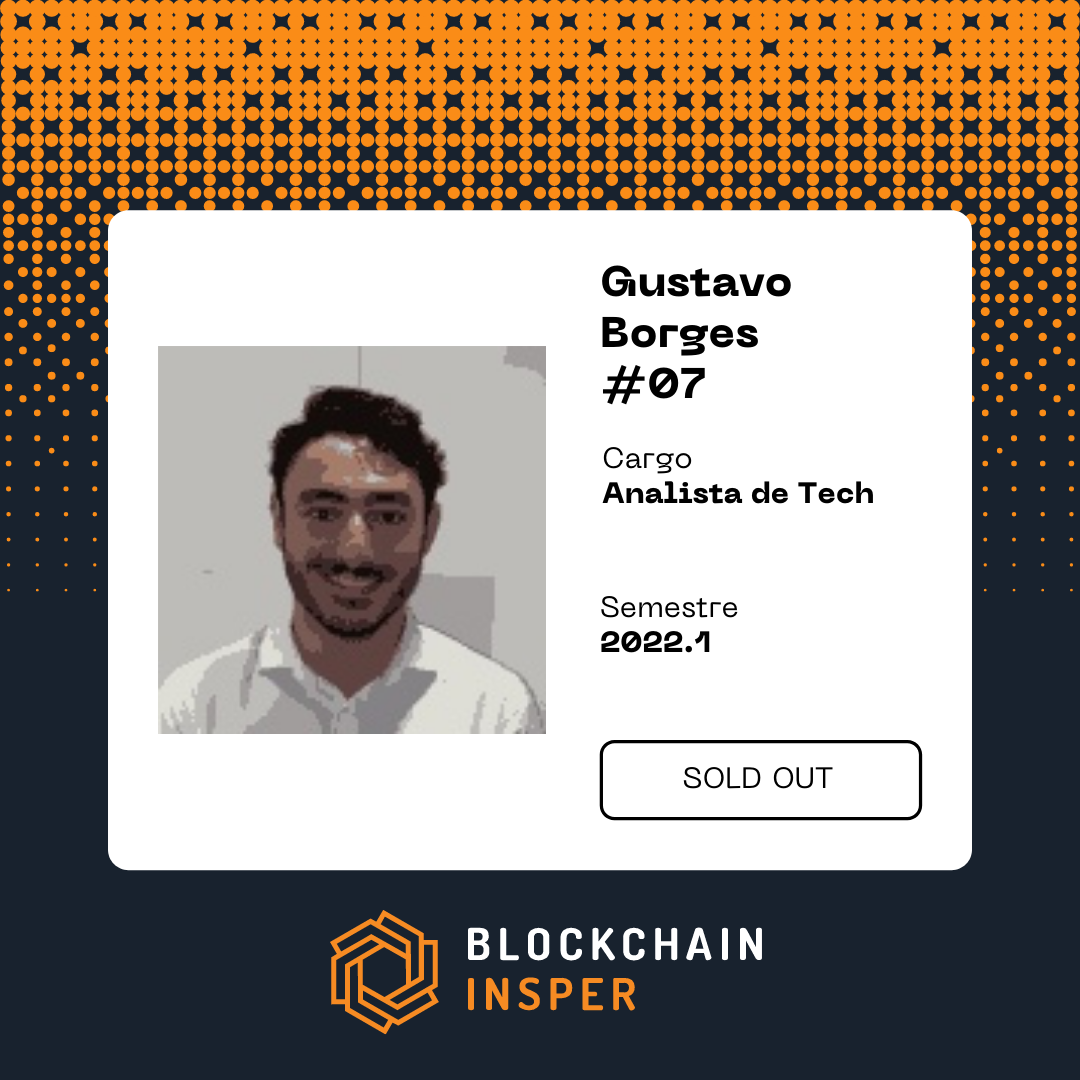 Gustavo
Borges
#07
Cargo
Analista de Tech
Semestre
2022.1
SOLD OUT
BLOCKCHAIN
INSPER